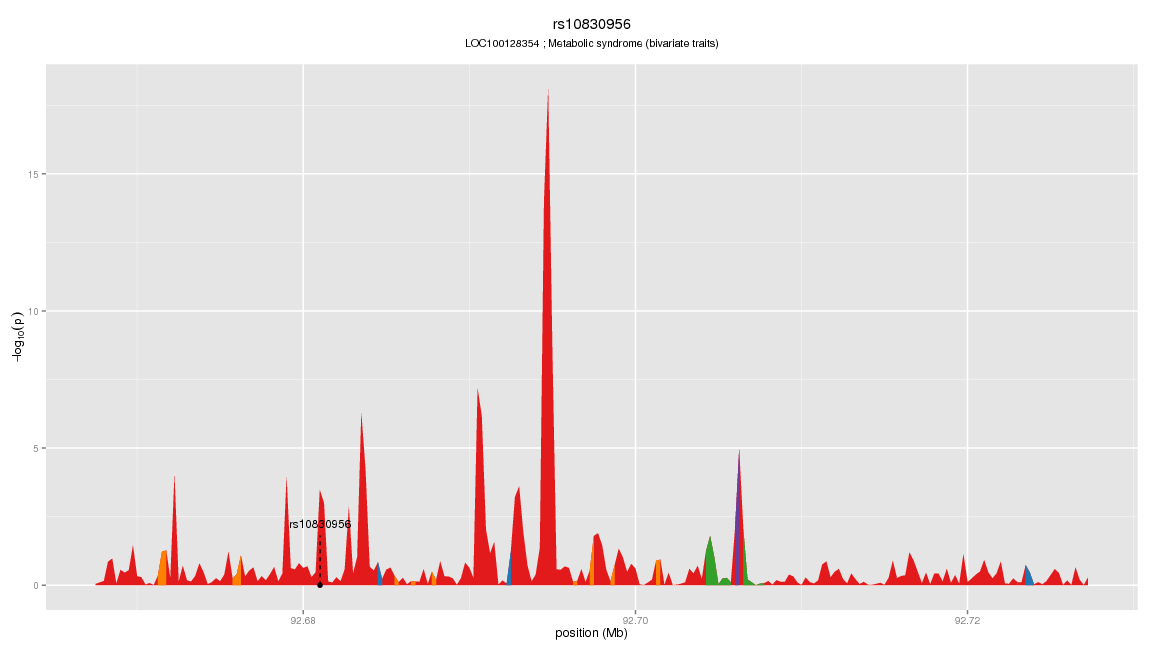 rs10830956
LOC100128354 ; Metabolic syndrome (bivariate traits)
15
10
5
0
−log10(p)
rs10830956
92.68
92.70
92.72
position (Mb)